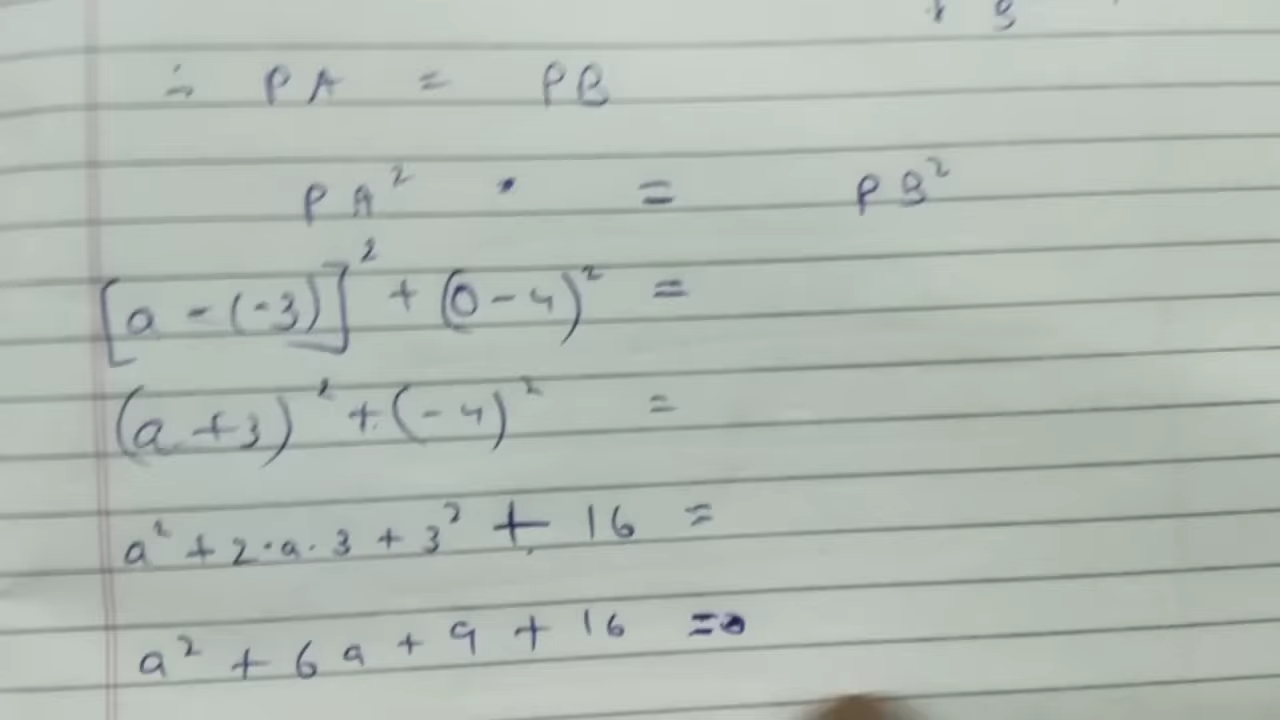 ∴ PA = PB
PA² · = PB²
[a - (-3)]² + (0 - 4)² =
(a + 3)² + (-4)² =
a² + 2·a·3 + 3² + 16 =
a² + 6a + 9 + 16 =